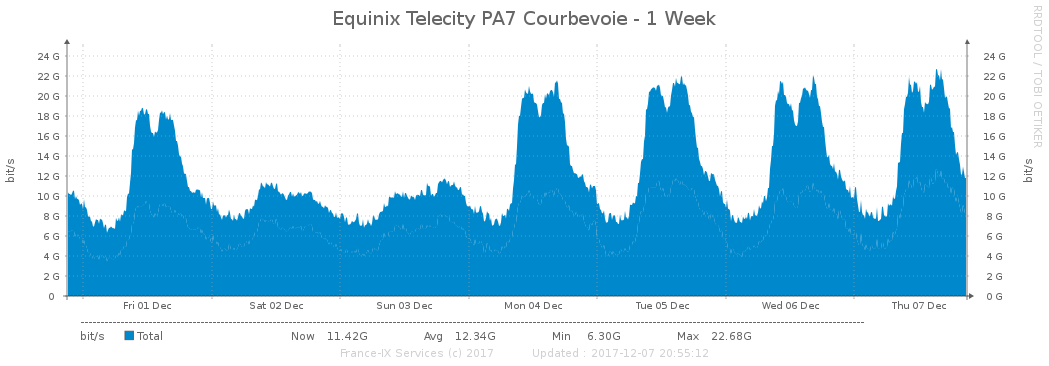 Equinix Telecity PA7 Courbevoie - 1 Week
RRDTOOL / TOBI OETIKER
24 G 24 G
22 G 22 G
20 G 20 G
18 G 18 G
16 G 16 G
14 G 14 G
12 G 12 G
10 G 10 G
8 G 8 G
6 G 6 G
4 G 4 G
2 G 2 G
0 0 G
bit/s bit/s
Fri 01 Dec Sat 02 Dec Sun 03 Dec Mon 04 Dec Tue 05 Dec Wed 06 Dec Thu 07 Dec
bit/s Total Now 11.42G Avg 12.34G Min 6.30G Max 22.68G
France-IX Services (c) 2017 Updated : 2017-12-07 20:55:12